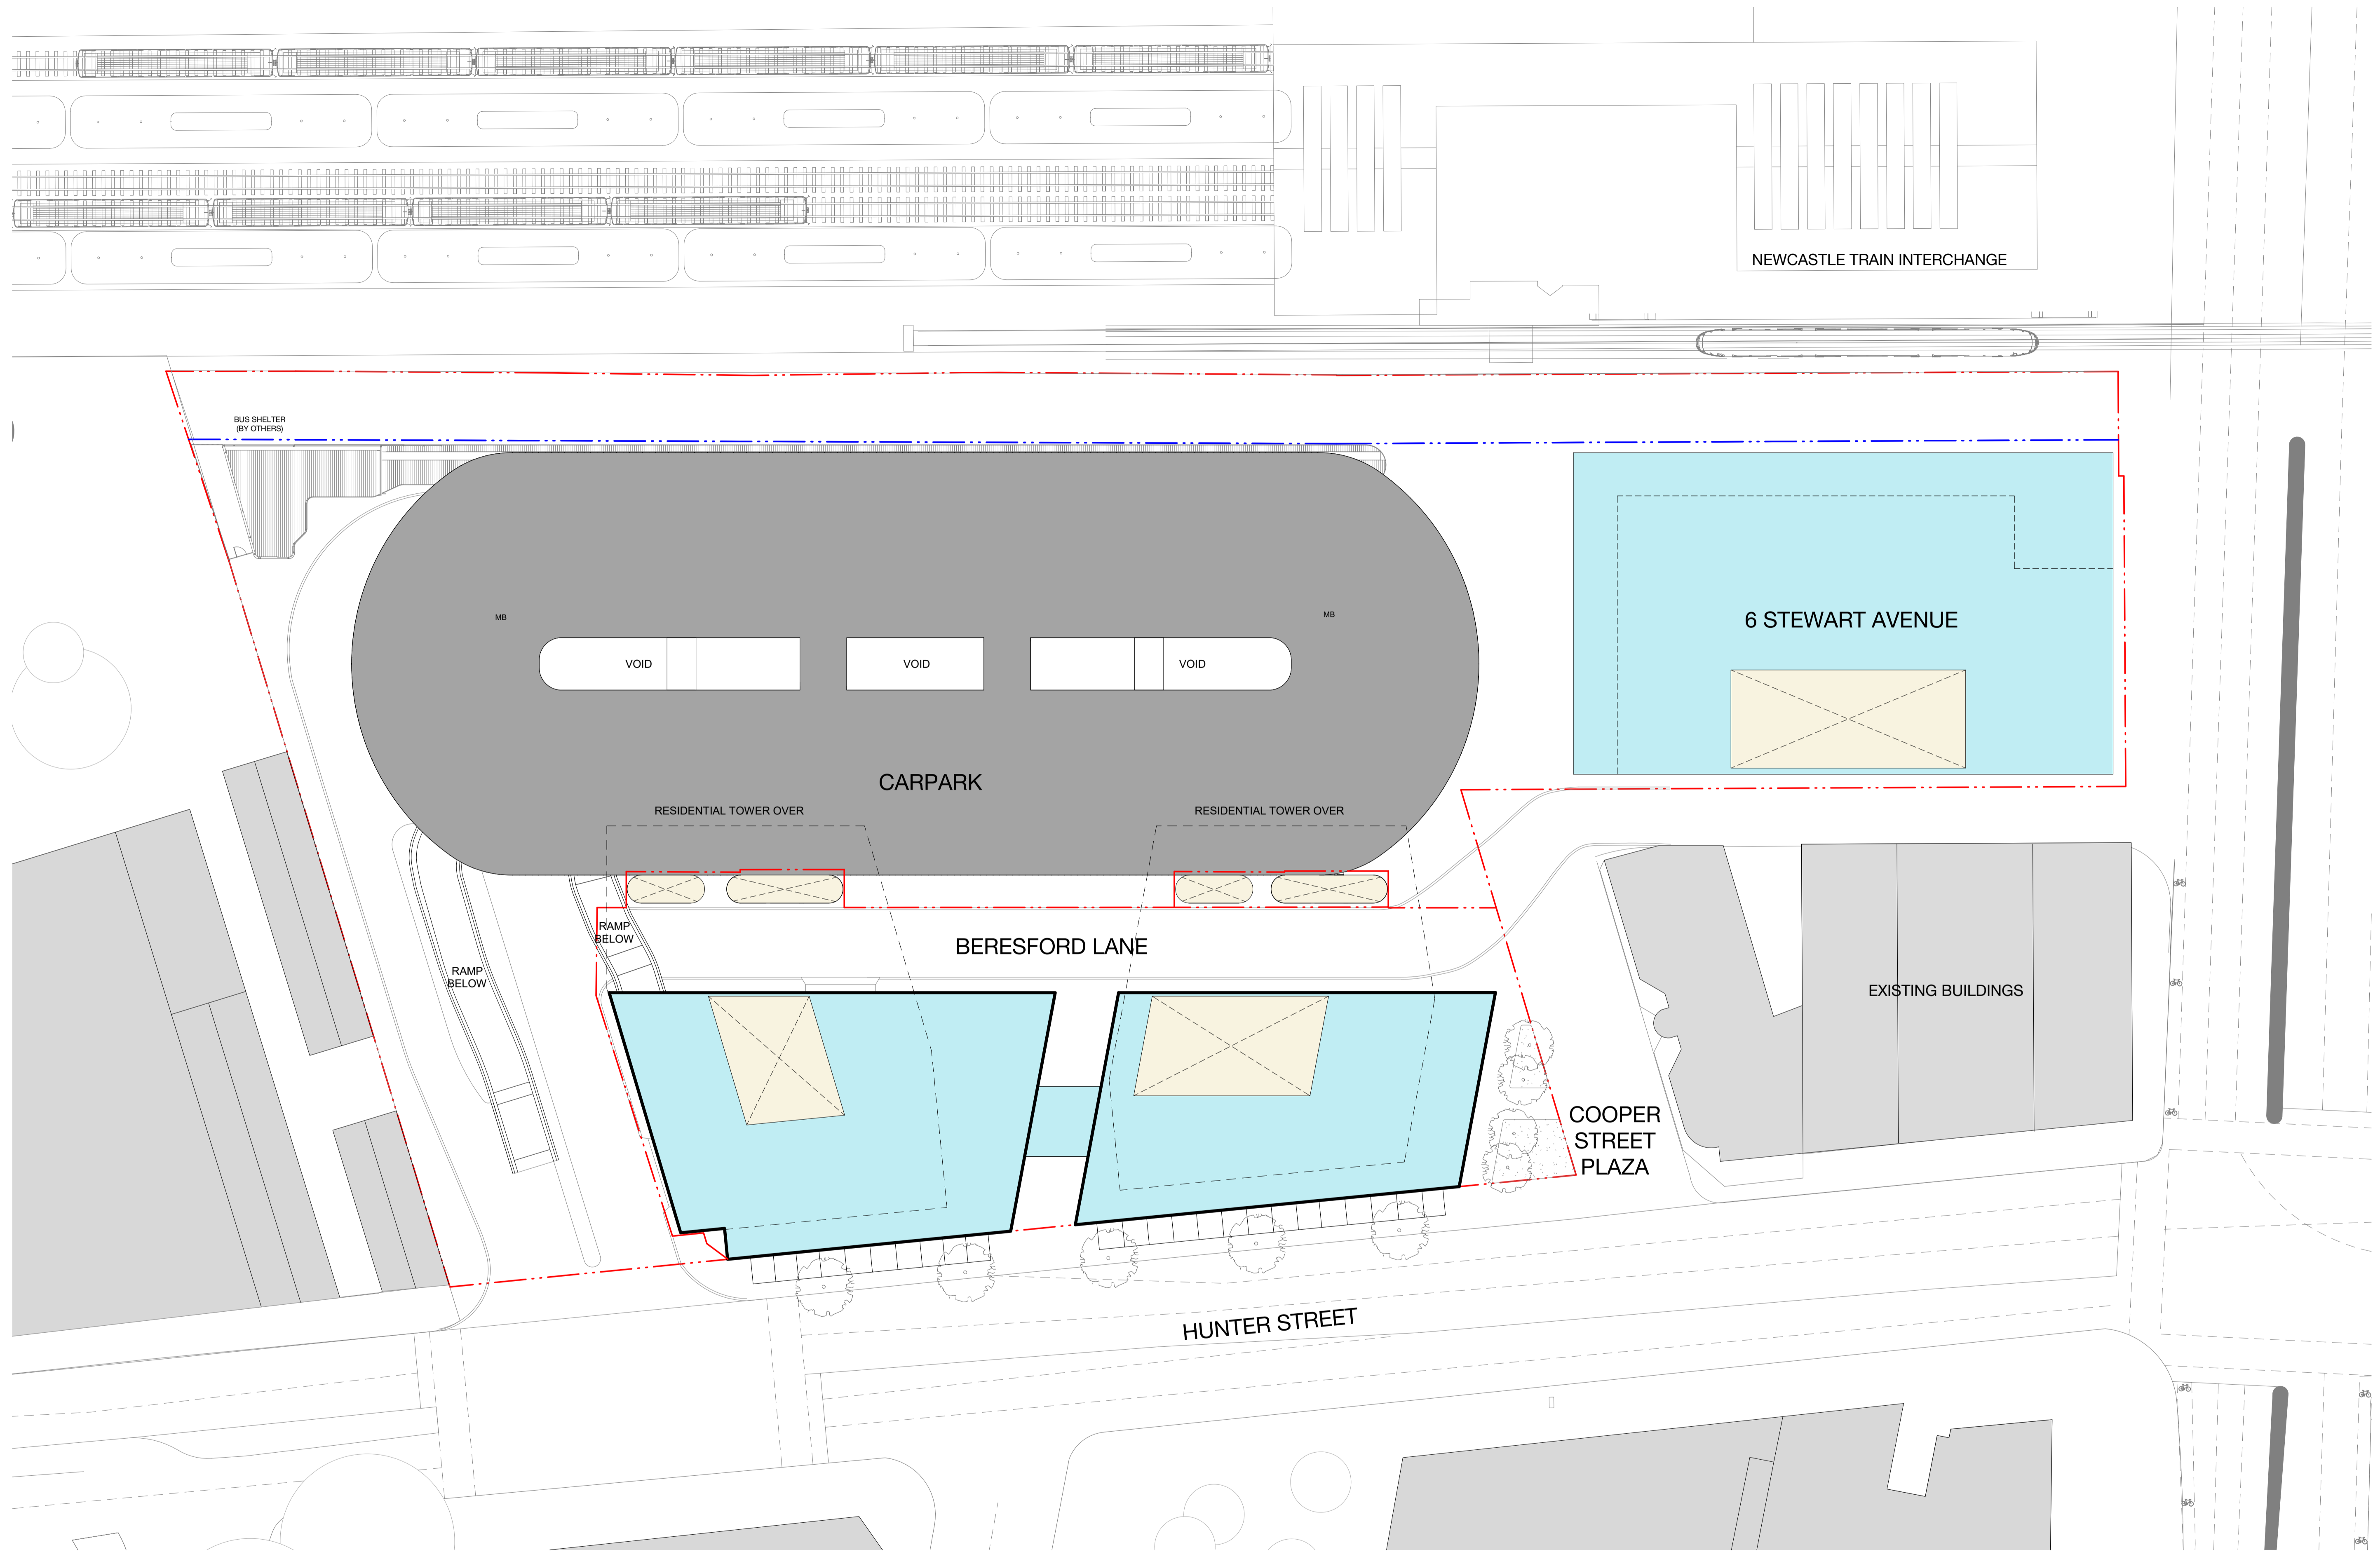 NEWCASTLE TRAIN INTERCHANGE
BUS SHELTER
(BY OTHERS)
MB
MB
6 STEWART AVENUE
VOID
VOID
VOID
CARPARK
RESIDENTIAL TOWER OVER
RESIDENTIAL TOWER OVER
RAMP
BELOW
BERESFORD LANE
RAMP
BELOW
EXISTING BUILDINGS
COOPER
STREET
PLAZA
HUNTER STREET